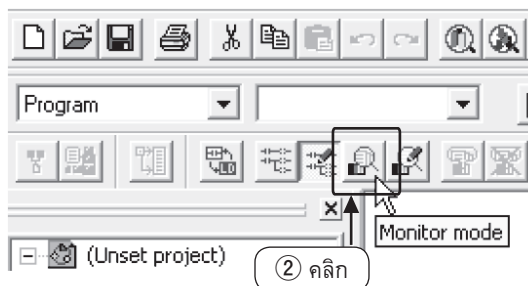 Program
Monitor mode
(Unset project)
② คลิก